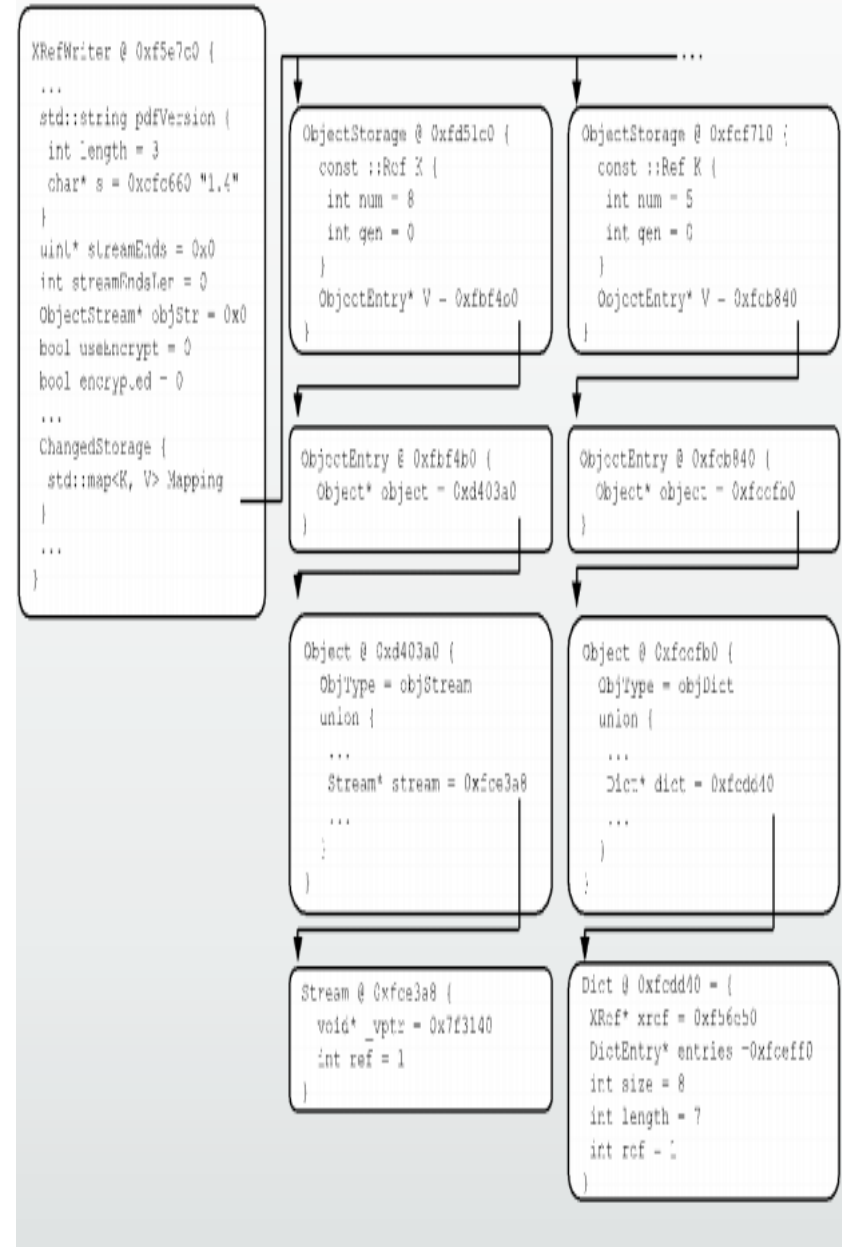 XRefWriter @ 0xf5e7c0 {
...
std::string pdfVersion {
int length = 3
char* s = 0xcfc660 "1.4"
}
uint* streamEnds = 0x0
int streamEndsLen = 0
ObjectStream* objStr = 0x0
bool useEncrypt = 0
bool encrypted = 0
...
ChangedStorage {
std::map<K, V> Mapping
}
...
}
...
ObjectStorage @ 0xfd51c0 {
const ::Ref K {
int num = 8
int gen = 0
}
ObjectEntry* V = 0xfbf4b0
}
ObjectEntry @ 0xfbf4b0 {
Object* object = 0xd403a0
}
Object @ 0xd403a0 {
ObjType = objStream
union {
...
Stream* stream = 0xfce3a8
...
}
}
Stream @ 0xfce3a8 {
void* _vptr = 0x7f3140
int ref = 1
}
ObjectStorage @ 0xfcf710 {
const ::Ref K {
int num = 5
int gen = 0
}
ObjectEntry* V = 0xfcb840
}
ObjectEntry @ 0xfcb840 {
Object* object = 0xfccfb0
}
Object @ 0xfccfb0 {
ObjType = objDict
union {
...
Dict* dict = 0xfcdd40
...
}
}
Dict @ 0xfcdd40 = {
XRef* xref = 0xf56e50
DictEntry* entries =0xfceff0
int size = 8
int length = 7
int ref = 1
}